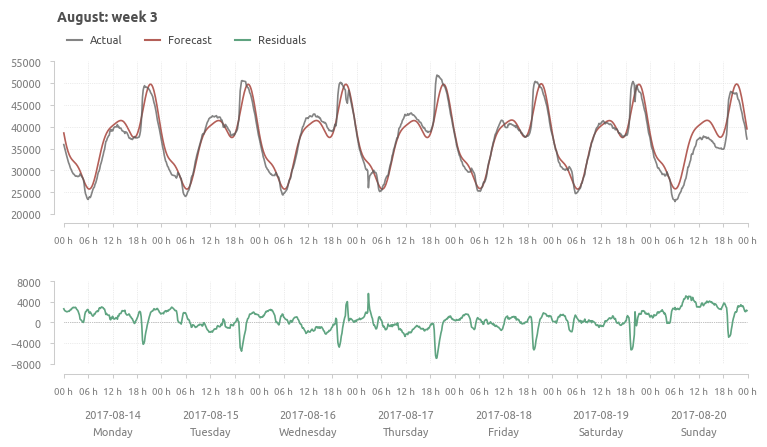 August: week 3
Actual Forecast Residuals
55000
50000
45000
40000
35000
30000
25000
20000
00 h 06 h 12 h 18 h 00 h 06 h 12 h 18 h 00 h 06 h 12 h 18 h 00 h 06 h 12 h 18 h 00 h 06 h 12 h 18 h 00 h 06 h 12 h 18 h 00 h 06 h 12 h 18 h 00 h
8000
4000
0
−4000
−8000
00 h 06 h 12 h 18 h 00 h 06 h 12 h 18 h 00 h 06 h 12 h 18 h 00 h 06 h 12 h 18 h 00 h 06 h 12 h 18 h 00 h 06 h 12 h 18 h 00 h 06 h 12 h 18 h 00 h
2017-08-14 2017-08-15 2017-08-16 2017-08-17 2017-08-18 2017-08-19 2017-08-20
Monday Tuesday Wednesday Thursday Friday Saturday Sunday